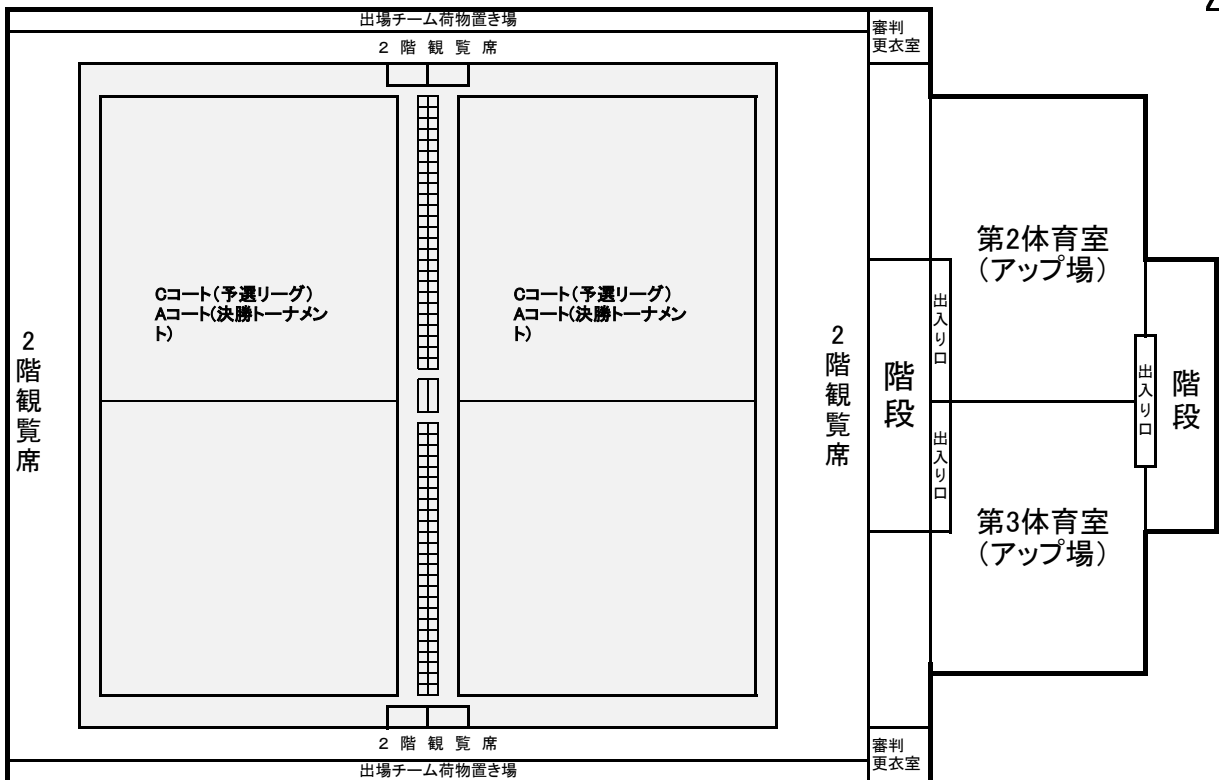 出場チーム荷物置き場
審判
更衣室
2 階 観 覧 席
第2体育室
(アップ場)
Cコート(予選リーグ)
Aコート(決勝トーナメン
ト)
Cコート(予選リーグ)
Aコート(決勝トーナメン
ト)
2階観覧席
2階観覧席
階段
出入り口
出入り口
出入り口
階段
第3体育室
(アップ場)
2 階 観 覧 席
審判
更衣室
出場チーム荷物置き場